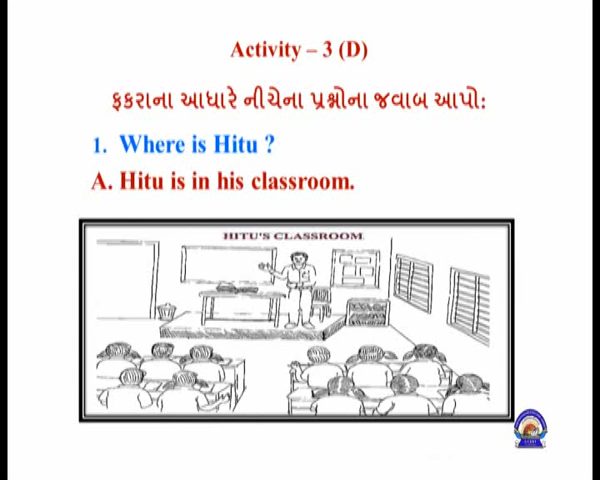 Activity – 3 (D)
ફકરાના આધારે નીચેના પ્રશ્નોના જવાબ આપો:
1. Where is Hitu ?
A. Hitu is in his classroom.
HITU'S CLASSROOM